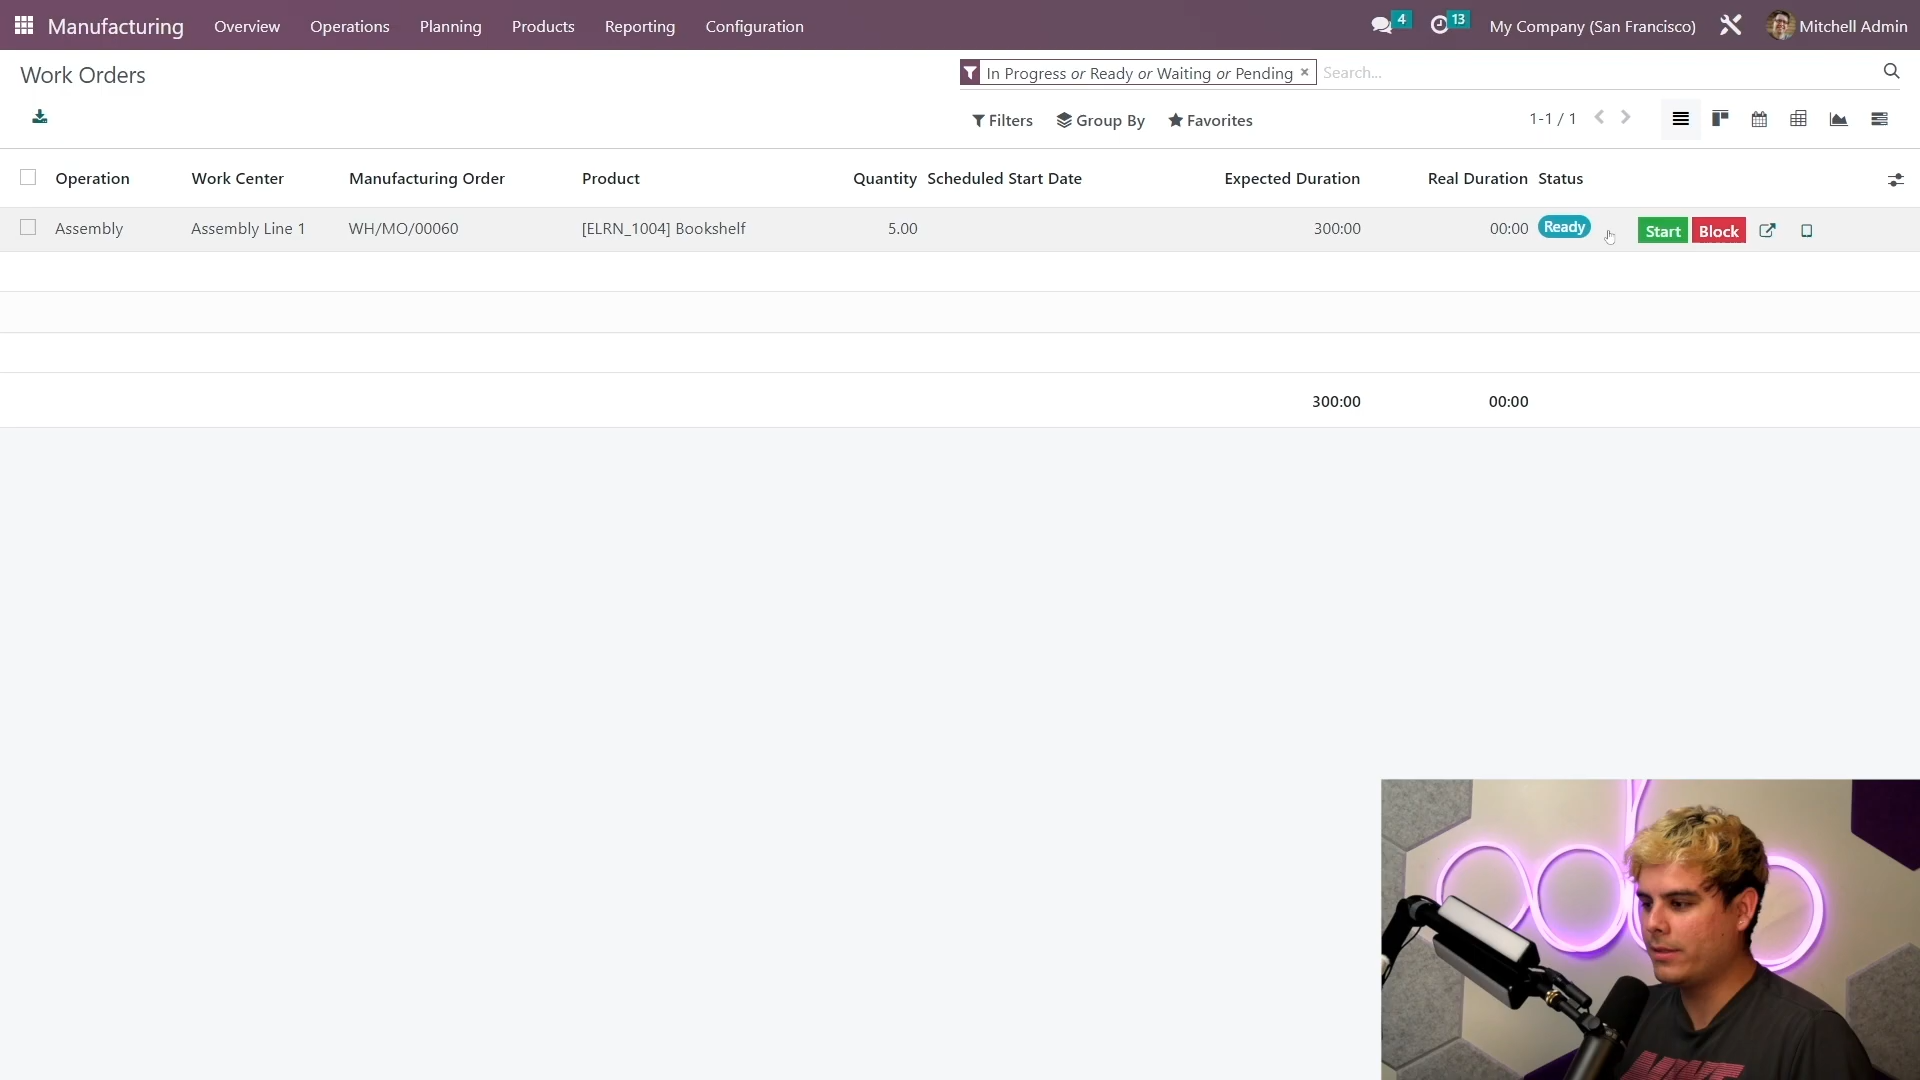 Manufacturing Overview Operations Planning Products Reporting Configuration 4 13 My Company (San Francisco) Mitchell Admin
Work Orders
In Progress or Ready or Waiting or Pending × Search...
Filters Group By Favorites 1-1 / 1
Operation Work Center Manufacturing Order Product Quantity Scheduled Start Date Expected Duration Real Duration Status
Assembly Assembly Line 1 WH/MO/00060 [ELRN_1004] Bookshelf 5.00 300:00 00:00 Ready Start Block
300:00 00:00
odoo